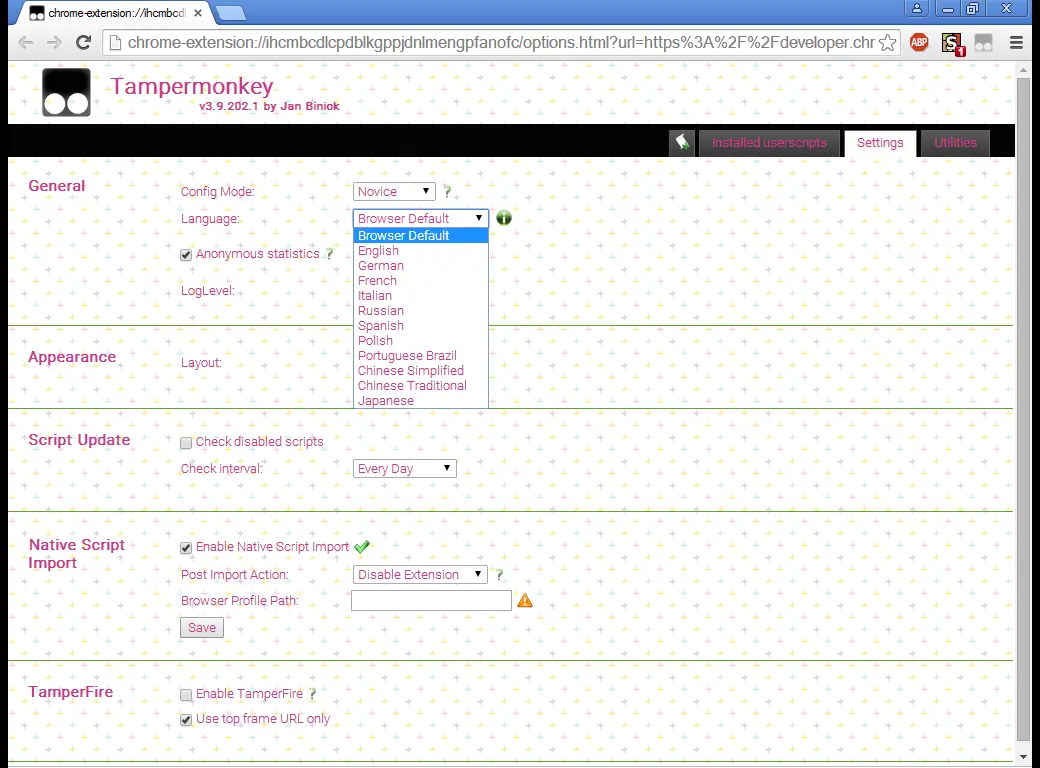 chrome-extension://ihcmbcdl
chrome-extension://ihcmbcdlcpdblkgppjdnlmengpfanofc/options.html?url=https%3A%2F%2Fdeveloper.chr
ABP
S 1
Tampermonkey
v3.9.202.1 by Jan Biniok
Installed userscripts Settings Utilities
General
Config Mode: Novice ?
Language: Browser Default
Browser Default
English
Anonymous statistics ?
German
French
LogLevel:
Italian
Russian
Spanish
Polish
Appearance
Portuguese Brazil
Layout:
Chinese Simplified
Chinese Traditional
Japanese
Script Update
Check disabled scripts
Check interval: Every Day
Native Script
Import
Enable Native Script Import
Post Import Action: Disable Extension ?
Browser Profile Path:
Save
TamperFire
Enable TamperFire ?
Use top frame URL only